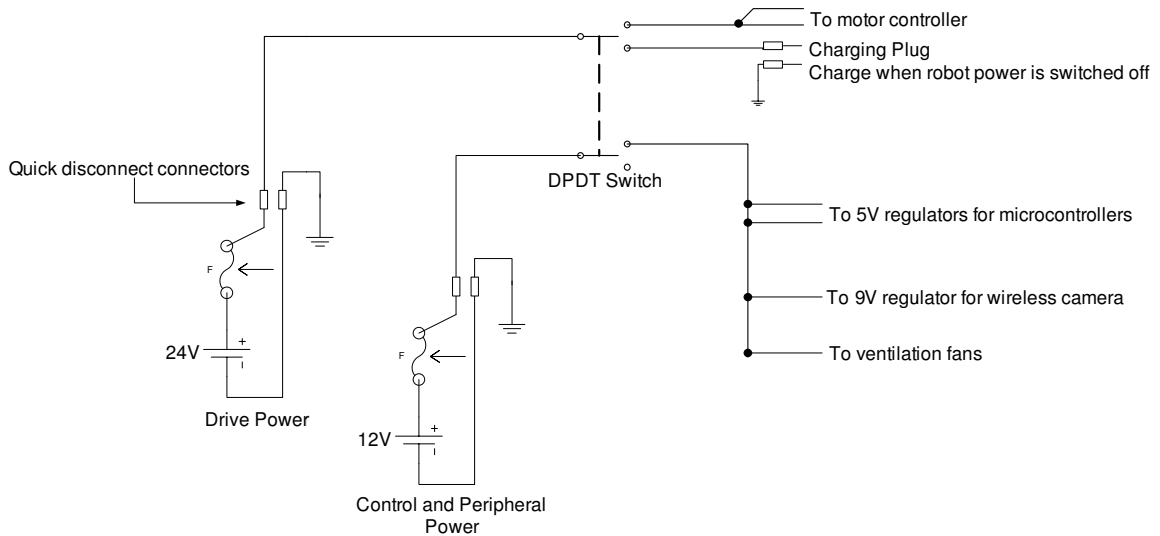 To motor controller
Charging Plug
Charge when robot power is switched off
Quick disconnect connectors
DPDT Switch
To 5V regulators for microcontrollers
F
To 9V regulator for wireless camera
24V
+
F
To ventilation fans
Drive Power
12V
+
Control and Peripheral
Power